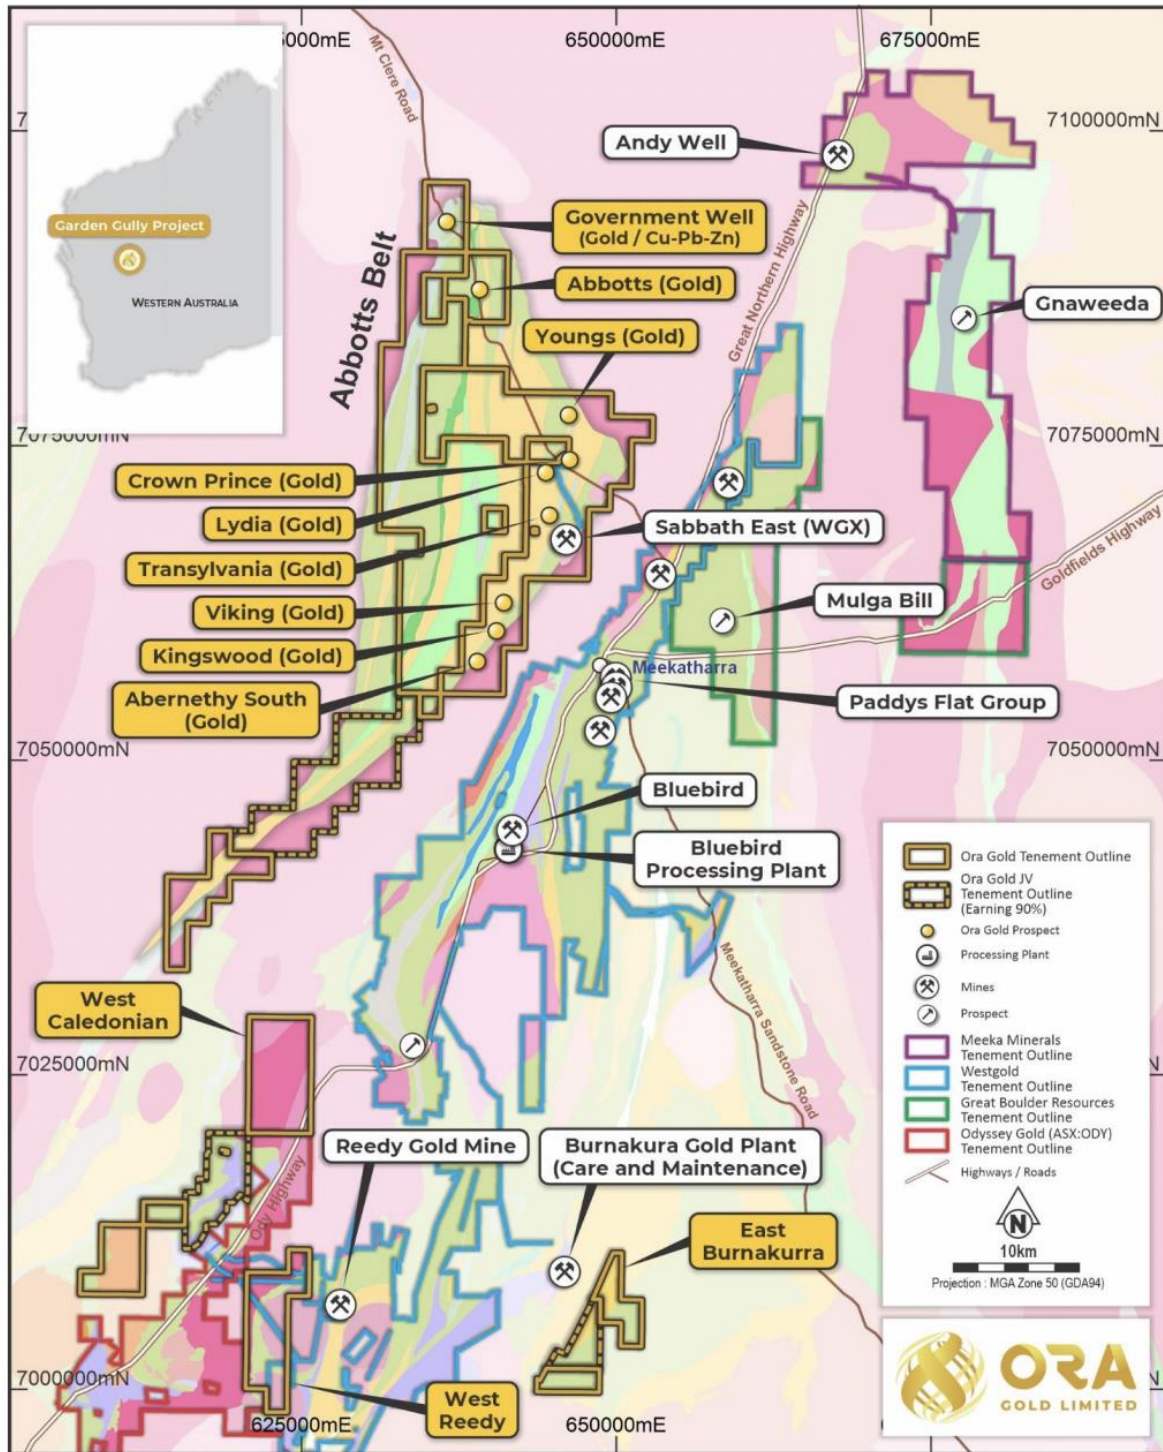 5000mE
650000mE
675000mE
Mt Clere Road
7100000mN
Andy Well
Garden Gully Project
WESTERN AUSTRALIA
Government Well
(Gold / Cu-Pb-Zn)
Abbotts (Gold)
Abbotts Belt
Great Northern Highway
Gnaweeda
Youngs (Gold)
7075000mN
7075000mN
Crown Prince (Gold)
Lydia (Gold)
Sabbath East (WGX)
Goldfields Highway
Transylvania (Gold)
Viking (Gold)
Mulga Bill
Kingswood (Gold)
Meekatharra
Abernethy South
(Gold)
Paddys Flat Group
7050000mN
7050000mN
Bluebird
Bluebird
Processing Plant
Ora Gold Tenement Outline
Ora Gold JV
Tenement Outline
(Earning 90%)
Ora Gold Prospect
Processing Plant
Mines
Prospect
Meeka Minerals
Tenement Outline
Westgold
Tenement Outline
Great Boulder Resources
Tenement Outline
Odyssey Gold (ASX:ODY)
Tenement Outline
Highways / Roads
N
10km
Projection : MGA Zone 50 (GDA94)
Meekatharra Sandstone Road
West
Caledonian
7025000mN
Reedy Gold Mine
Burnakura Gold Plant
(Care and Maintenance)
Ody Highway
East
Burnakurra
7000000mN
West
Reedy
625000mE
650000mE
ORA
GOLD LIMITED